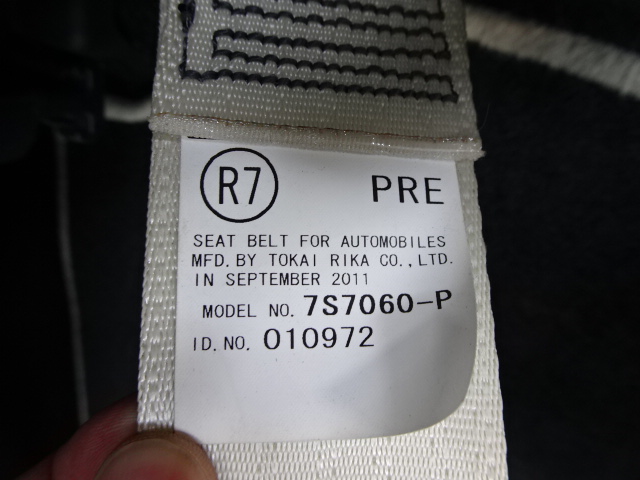 R7 PRE
SEAT BELT FOR AUTOMOBILES
MFD. BY TOKAI RIKA CO., LTD.
IN SEPTEMBER 2011
MODEL NO. 7S7060-P
ID. NO. 010972